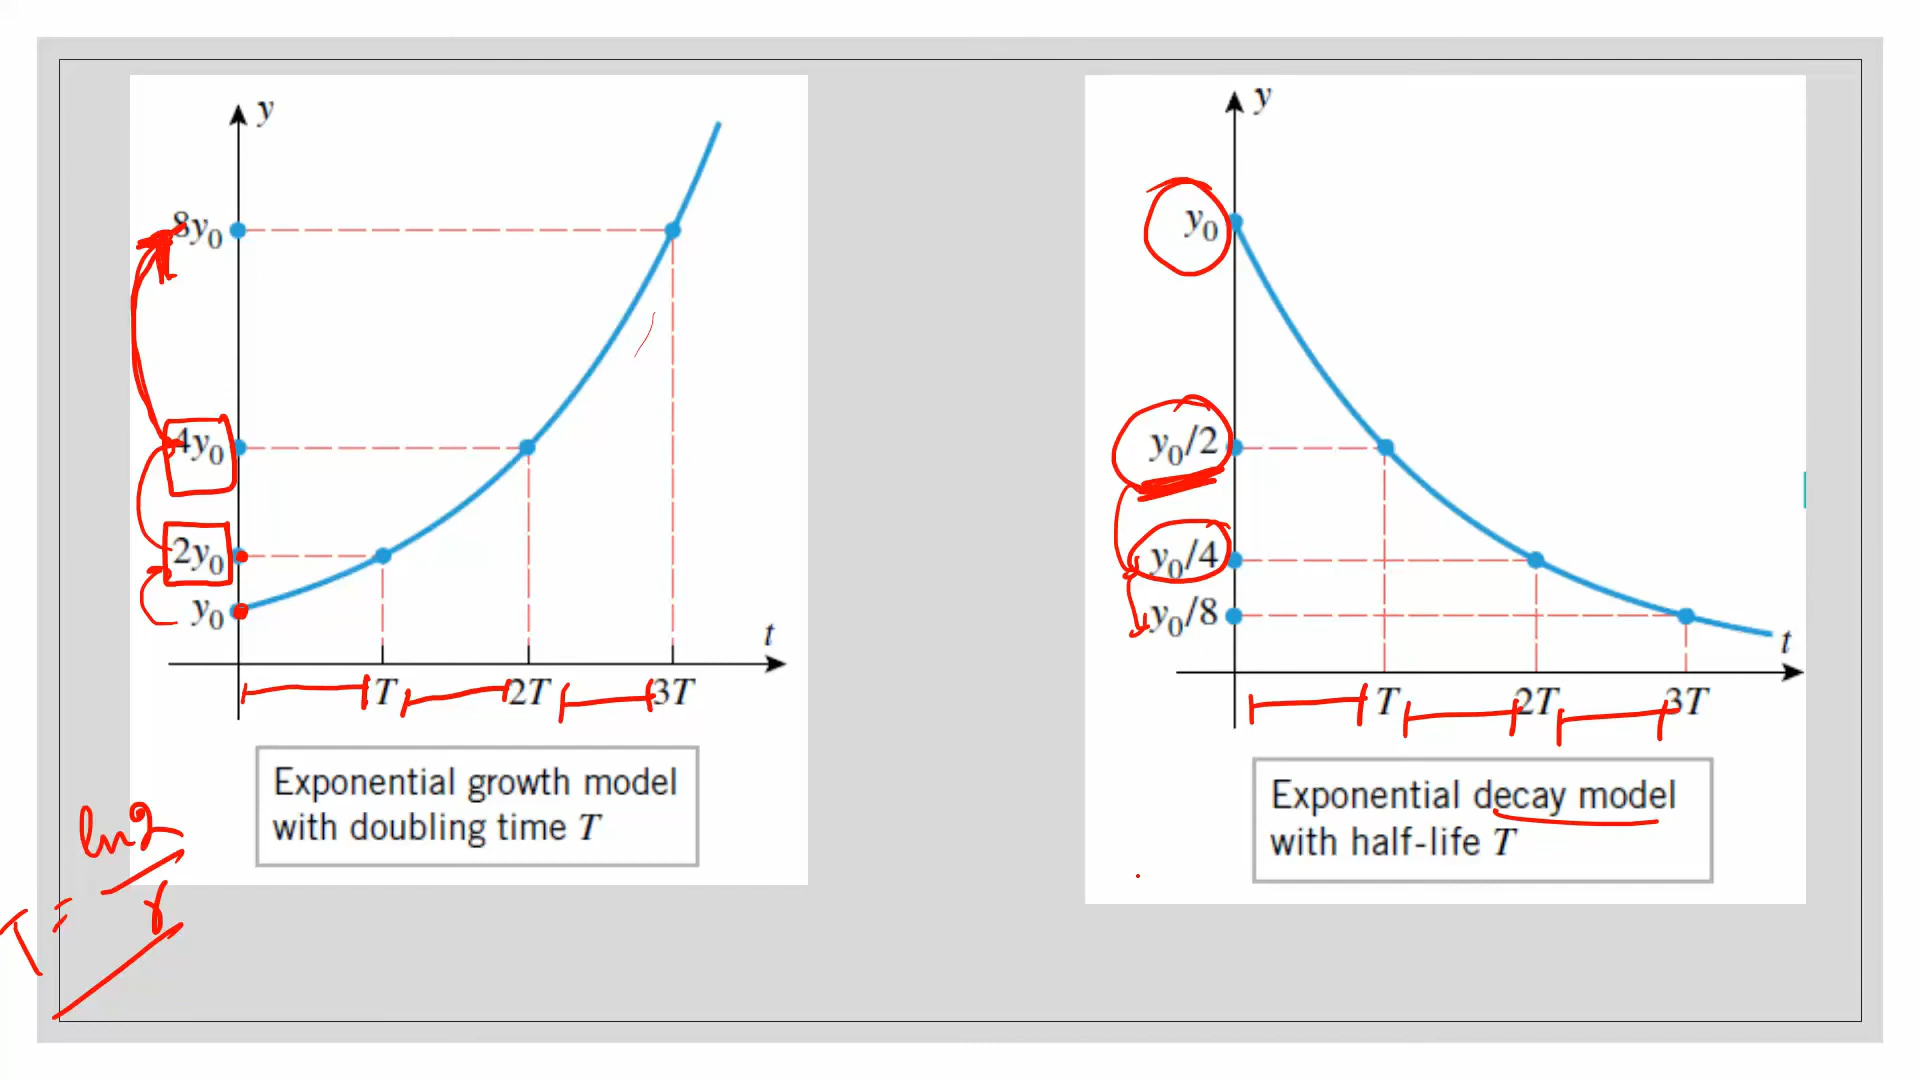 y
8y₀
4y₀
2y₀
y₀
t
T 2T 3T
Exponential growth model
with doubling time T
T = ln2/r
y
y₀
y₀/2
y₀/4
y₀/8
t
T 2T 3T
Exponential decay model
with half-life T